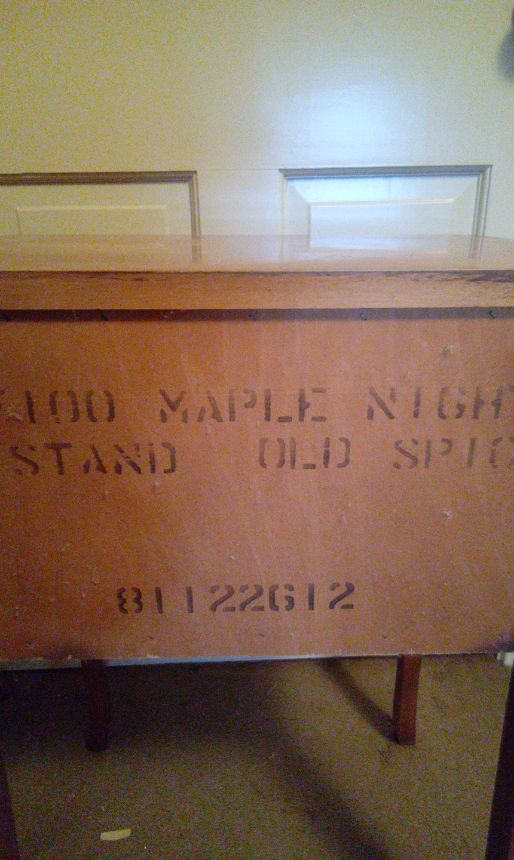 100 MAPLE NIGH
STAND OLD SPIC
81122612